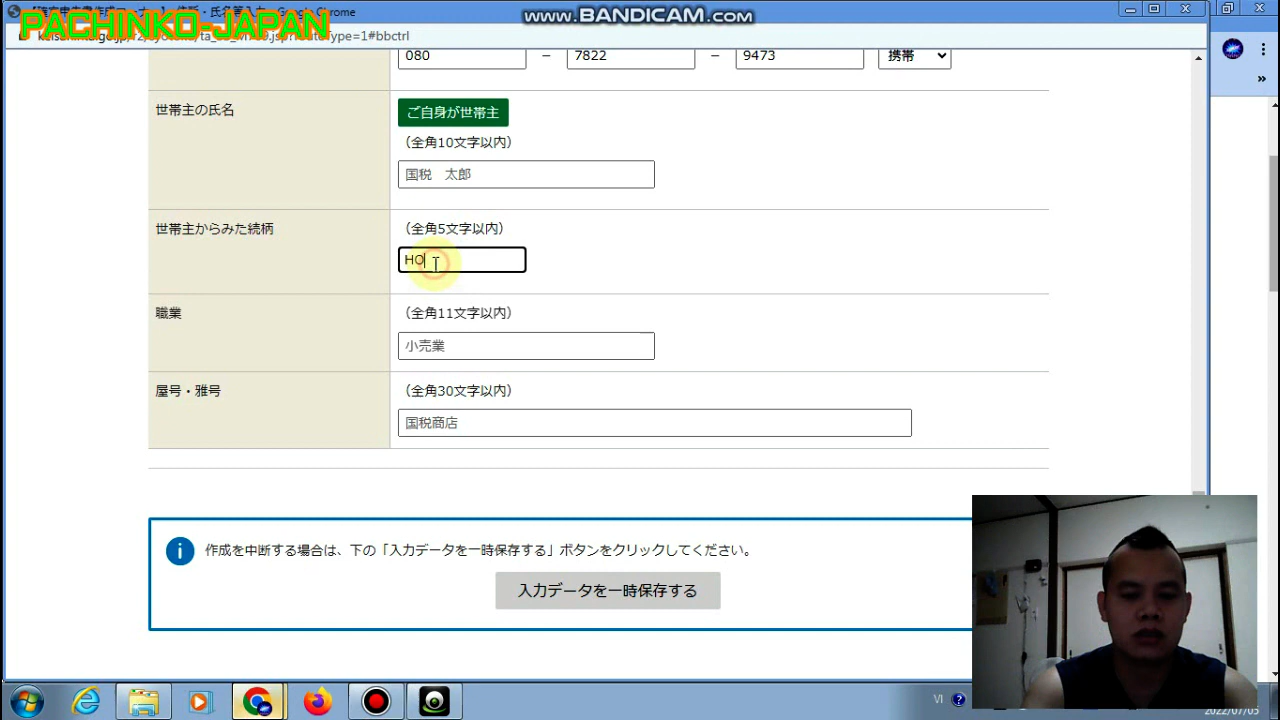 PACHINKO-JAPAN
www.BANDICAM.com
Google Chrome
080 － 7822 － 9473 携帯
世帯主の氏名
ご自身が世帯主
（全角10文字以内）
国税 太郎
世帯主からみた続柄
（全角5文字以内）
HO
職業
（全角11文字以内）
小売業
屋号・雅号
（全角30文字以内）
国税商店
i 作成を中断する場合は、下の「入力データを一時保存する」ボタンをクリックしてください。
入力データを一時保存する
VI
2022/07/03